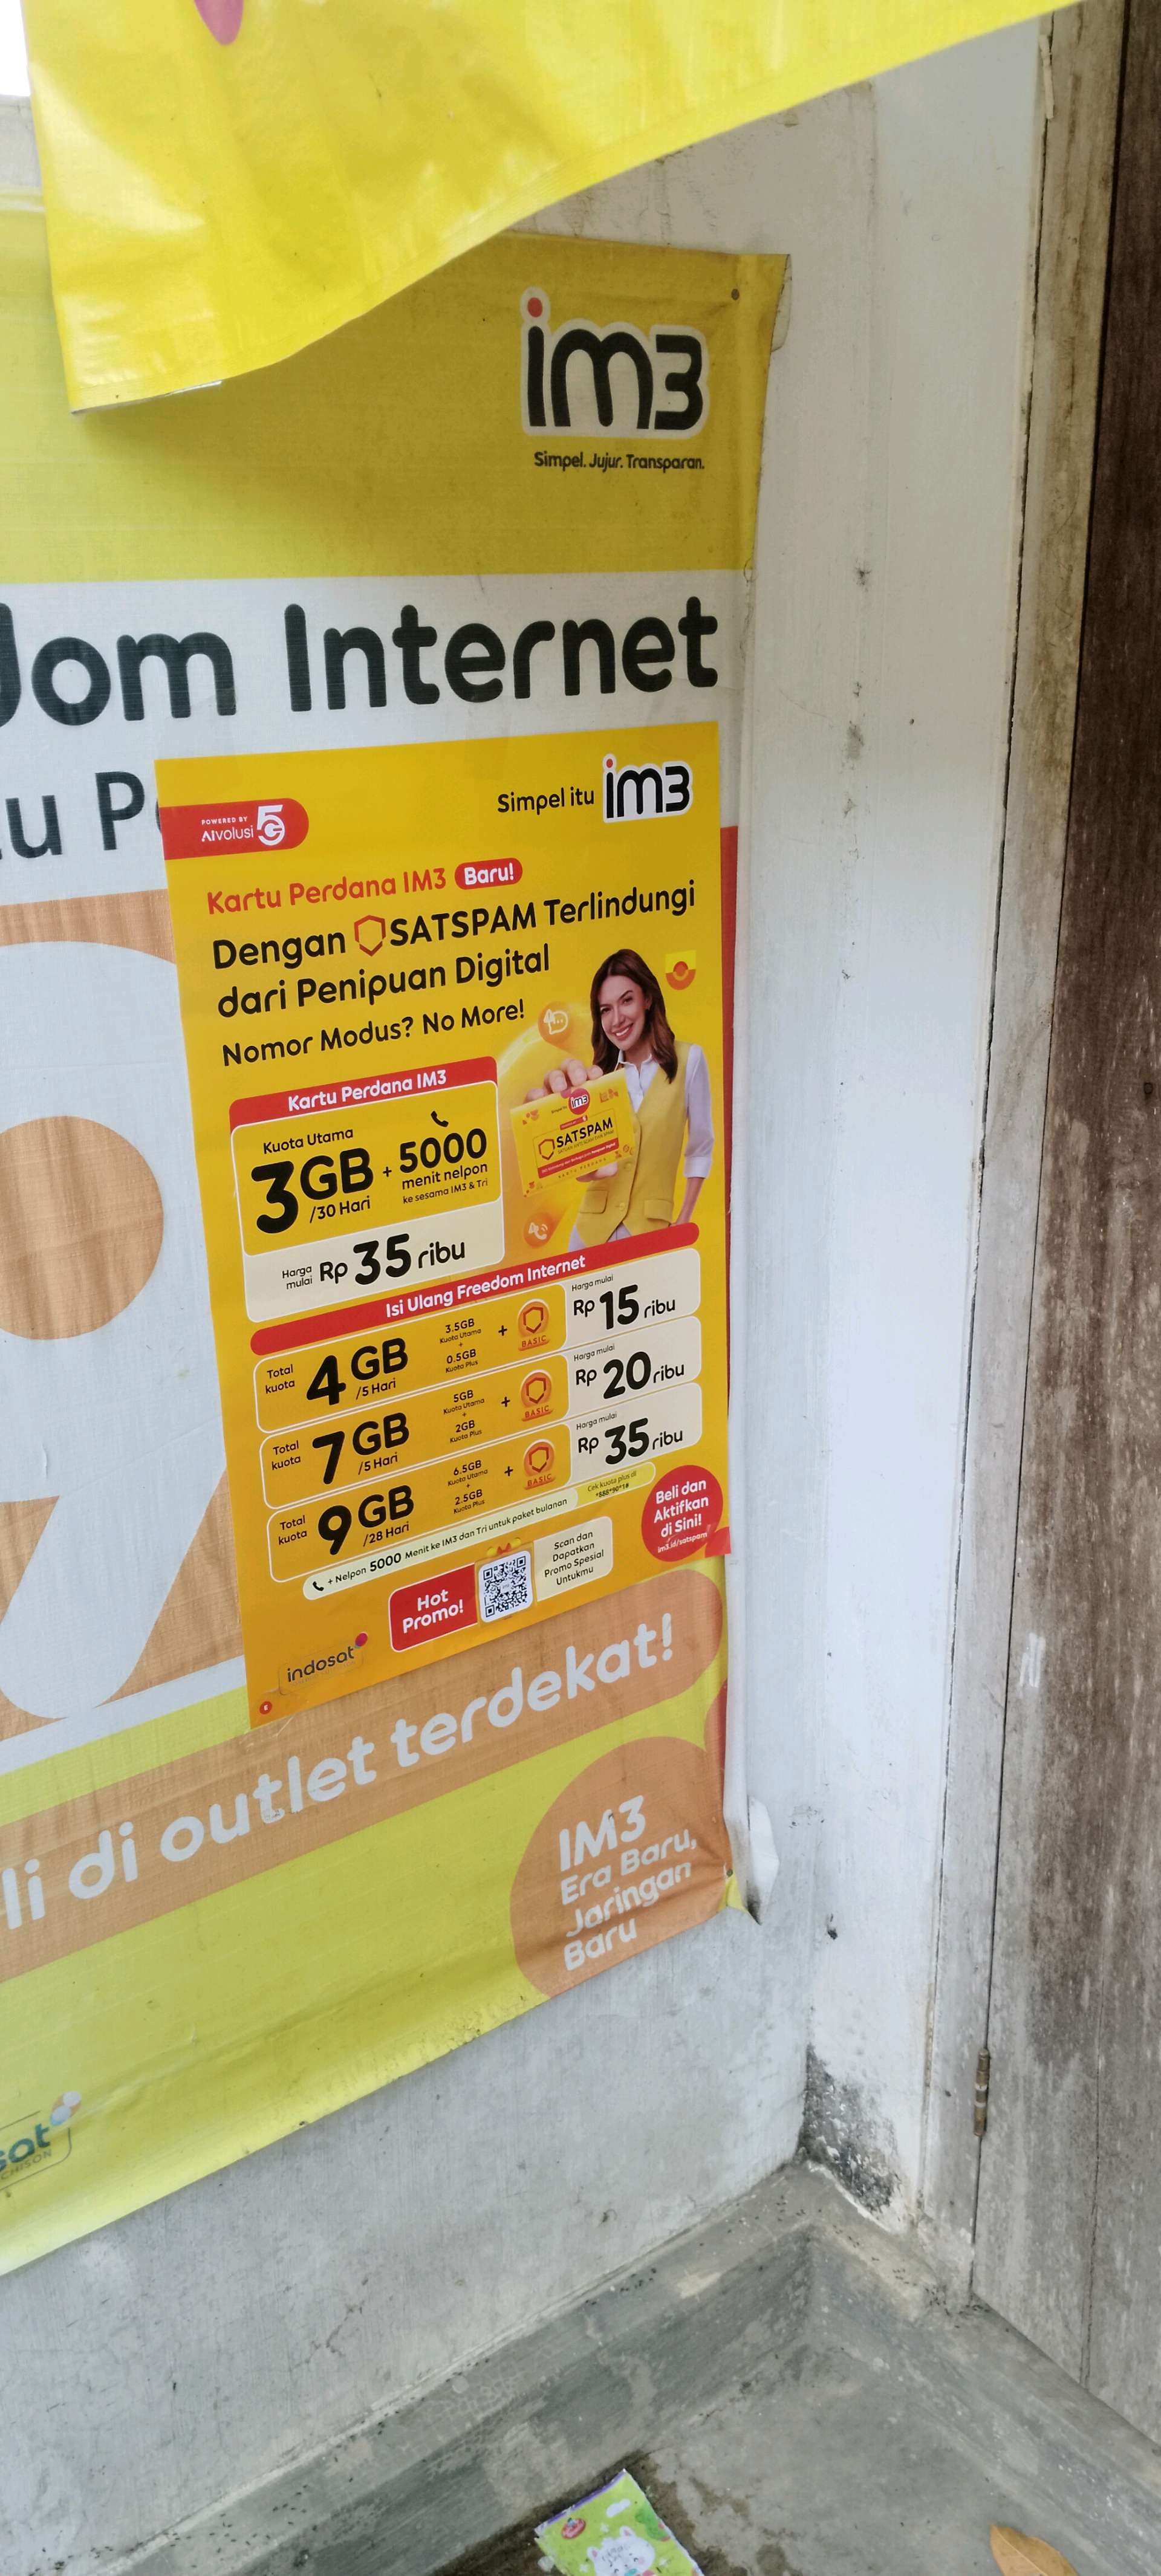 im3
Simpel. Jujur. Transparan.
Internet
Simpel itu im3
POWERED BY
AIvolusi 5G
Kartu Perdana IM3 Baru!
Dengan SATSPAM Terlindungi
dari Penipuan Digital
Nomor Modus? No More!
Kartu Perdana IM3
Kuota Utama
3GB /30 Hari + 5000 menit nelpon
ke sesama IM3 & Tri
Harga mulai Rp 35 ribu
SATSPAM
Isi Ulang Freedom Internet
Total kuota 4GB /5 Hari
3.5GB Kuota Utama + 0.5GB Kuota Plus + BASIC
Harga mulai Rp 15 ribu
Total kuota 7GB /5 Hari
5GB Kuota Utama + 2GB Kuota Plus + BASIC
Harga mulai Rp 20 ribu
Total kuota 9GB /28 Hari
6.5GB Kuota Utama + 2.5GB Kuota Plus + BASIC
Harga mulai Rp 35 ribu
+ Nelpon 5000 Menit ke IM3 dan Tri untuk paket bulanan
Cek kuota plus di
Beli dan
Aktifkan
di Sini!
im3.id/satspam
Hot
Promo!
Scan dan
Dapatkan
Promo Spesial
Untukmu
indosat
di outlet terdekat!
IM3
Era Baru,
Jaringan
Baru